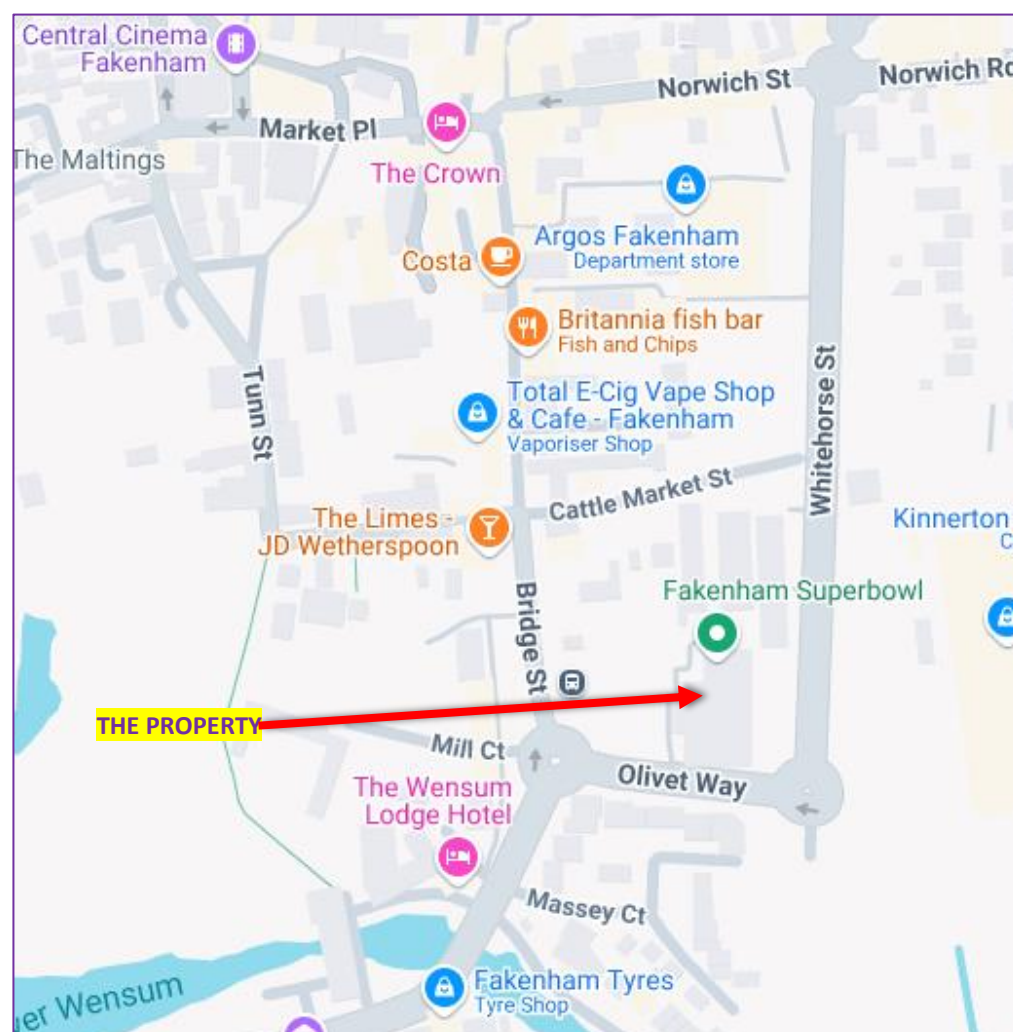 Central Cinema
Fakenham
Norwich St
Norwich Rd
Market Pl
The Maltings
The Crown
Argos Fakenham
Department store
Costa
Britannia fish bar
Fish and Chips
Tunn St
Whitehorse St
Total E-Cig Vape Shop
& Cafe - Fakenham
Vaporiser Shop
Cattle Market St
The Limes -
JD Wetherspoon
Kinnerton
C
Bridge St
Fakenham Superbowl
THE PROPERTY
Mill Ct
Olivet Way
The Wensum
Lodge Hotel
Massey Ct
Fakenham Tyres
Tyre Shop
er Wensum